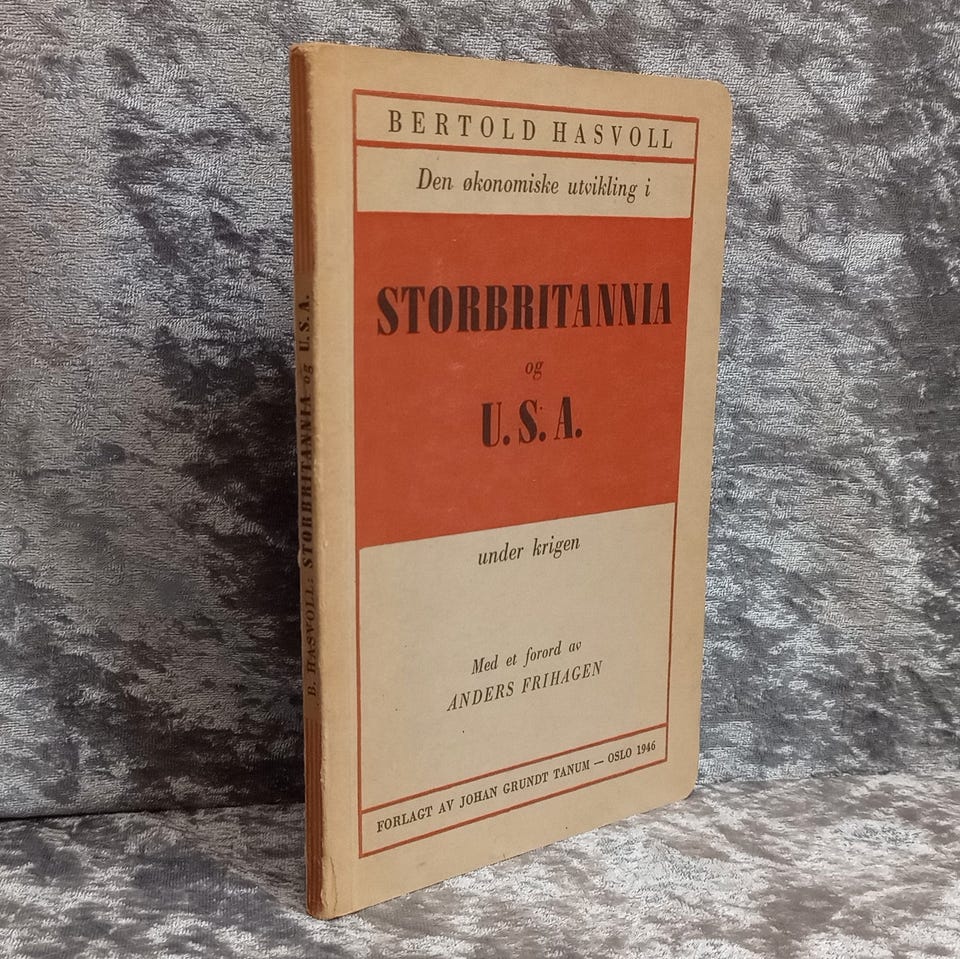 BERTOLD HASVOLL
Den økonomiske utvikling i
STORBRITANNIA
og
U.S.A.
under krigen
Med et forord av
ANDERS FRIHAGEN
FORLAGT AV JOHAN GRUNDT TANUM — OSLO 1946
B. HASVOLL: STORBRITANNIA og U.S.A.